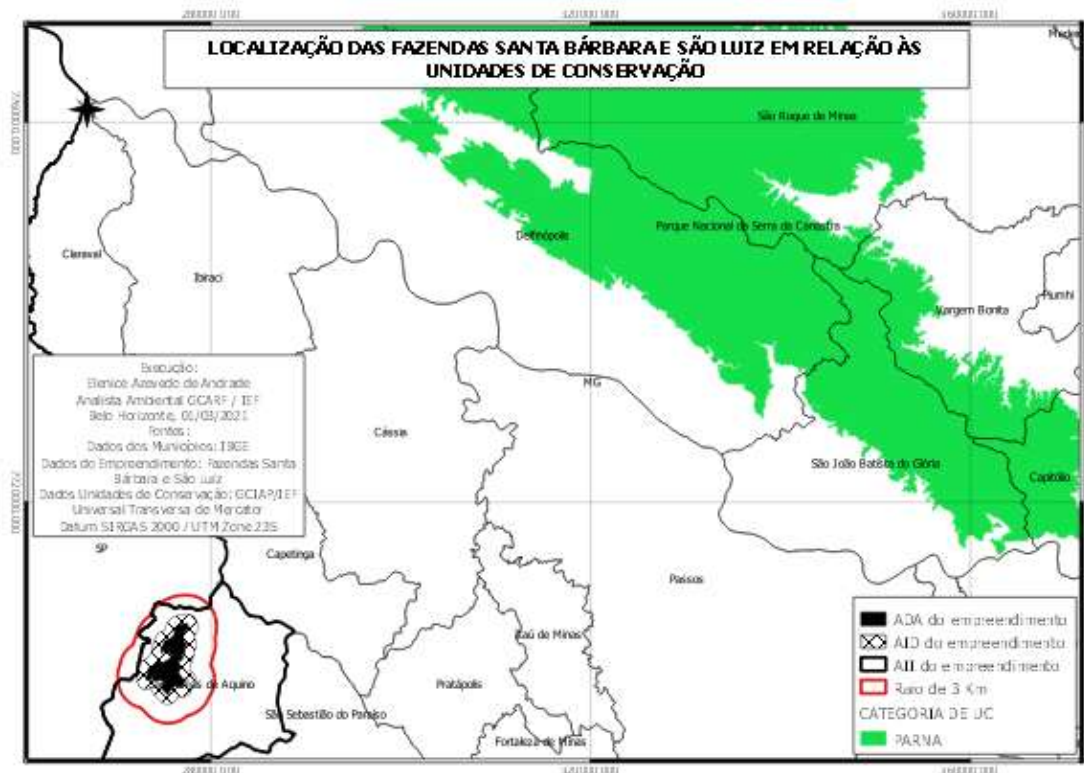 LOCALIZAÇÃO DAS FAZENDAS SANTA BÁRBARA E SÃO LUIZ EM RELAÇÃO ÀS
UNIDADES DE CONSERVAÇÃO
São Roque de Minas
Parque Nacional da Serra da Canastra
Delfinópolis
Claraval
Ibiraci
Vargem Bonita
Piumhi
Execução:
Elenice Azevedo de Andrade
Analista Ambiental GCARF / IEF
Belo Horizonte, 01/03/2021
Fontes:
Dados dos Municípios: IBGE
Dados do Empreendimento: Fazendas Santa
Bárbara e São Luiz
Dados Unidades de Conservação: GCIAP/IEF
Universal Transversa de Mercator
Datum SIRGAS 2000 / UTM Zone 23S
MG
Cássia
São João Batista do Glória
Capitólio
SP
Capetinga
Passos
Itaú de Minas
de Aquino
Pratápolis
São Sebastião do Paraíso
Fortaleza de Minas
ADA do empreendimento
AID do empreendimento
AII do empreendimento
Raio de 3 Km
CATEGORIA DE UC
PARNA